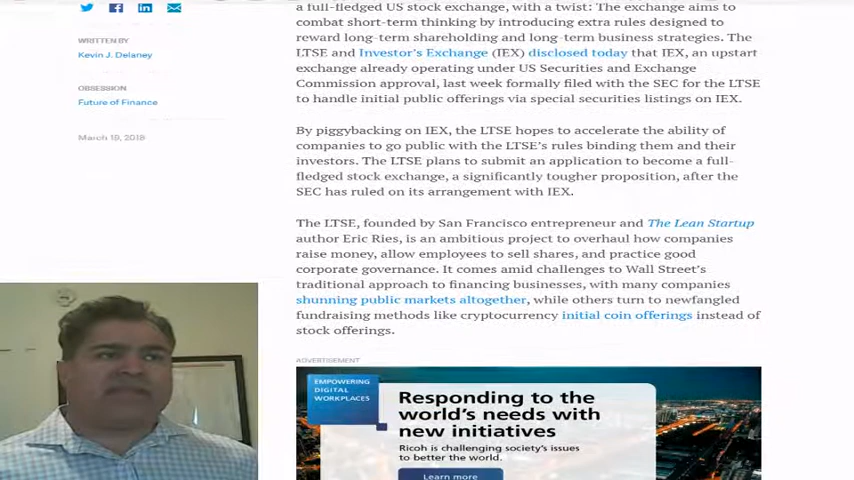 a full-fledged US stock exchange, with a twist: The exchange aims to
combat short-term thinking by introducing extra rules designed to
reward long-term shareholding and long-term business strategies. The
LTSE and Investor's Exchange (IEX) disclosed today that IEX, an upstart
exchange already operating under US Securities and Exchange
Commission approval, last week formally filed with the SEC for the LTSE
to handle initial public offerings via special securities listings on IEX.
WRITTEN BY
Kevin J. Delaney
OBSESSION
Future of Finance
March 19, 2018
By piggybacking on IEX, the LTSE hopes to accelerate the ability of
companies to go public with the LTSE's rules binding them and their
investors. The LTSE plans to submit an application to become a full-
fledged stock exchange, a significantly tougher proposition, after the
SEC has ruled on its arrangement with IEX.
The LTSE, founded by San Francisco entrepreneur and The Lean Startup
author Eric Ries, is an ambitious project to overhaul how companies
raise money, allow employees to sell shares, and practice good
corporate governance. It comes amid challenges to Wall Street's
traditional approach to financing businesses, with many companies
shunning public markets altogether, while others turn to newfangled
fundraising methods like cryptocurrency initial coin offerings instead of
stock offerings.
ADVERTISEMENT
EMPOWERING
DIGITAL
WORKPLACES
Responding to the
world's needs with
new initiatives
Ricoh is challenging society's issues
to better the world.
Learn more